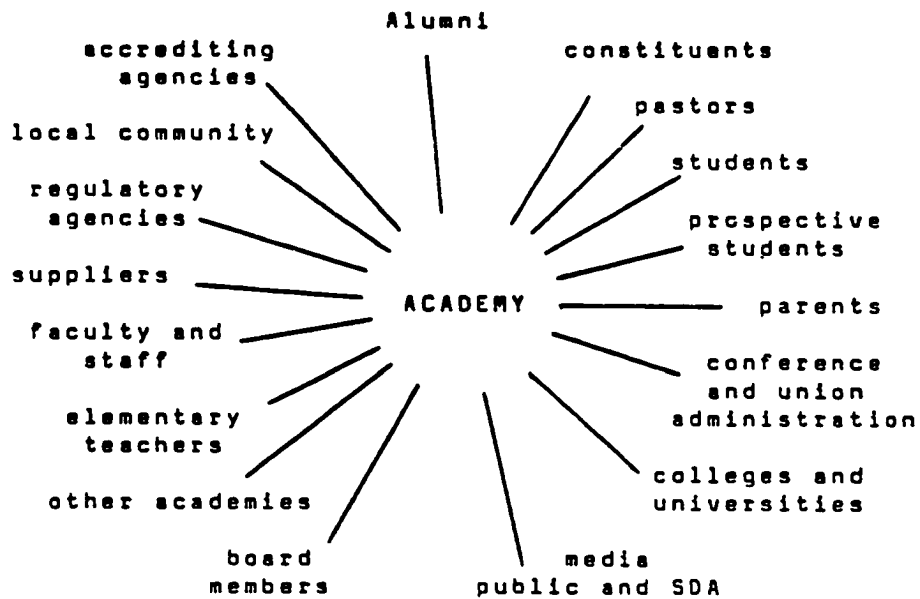 Alumni
accrediting
agencies
constituents
pastors
local community
students
regulatory
agencies
prospective
students
suppliers
ACADEMY
parents
faculty and
staff
conference
and union
administration
elementary
teachers
colleges and
universities
other academies
board
members
media
public and SDA